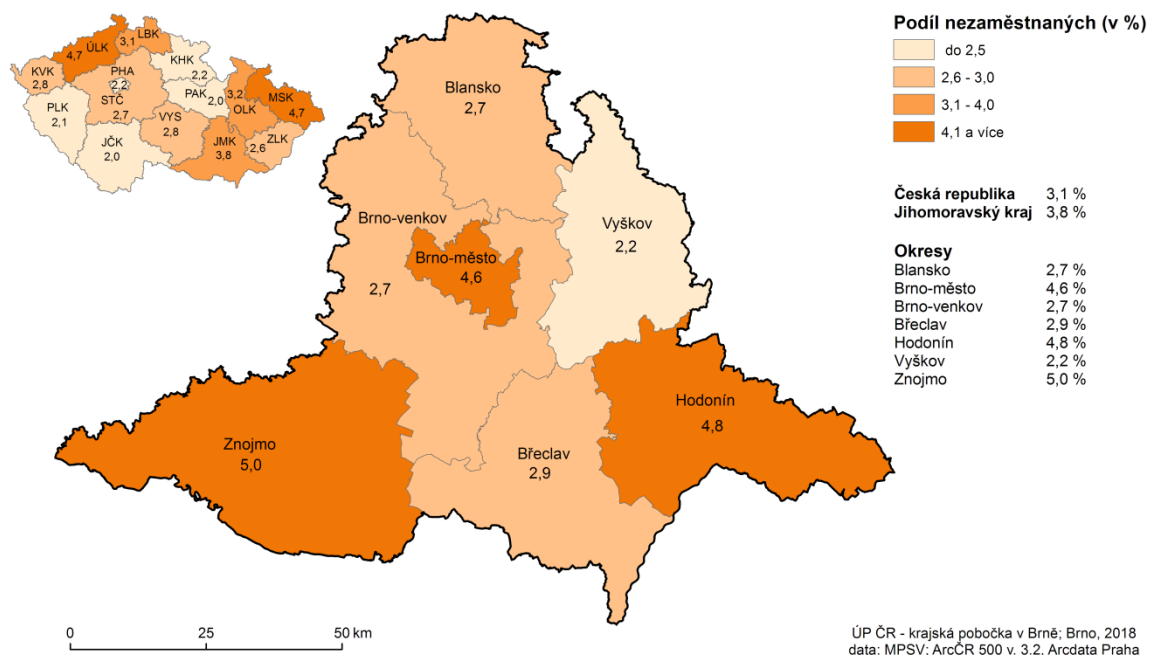 Podíl nezaměstnaných (v %)
do 2,5
2,6 - 3,0
3,1 - 4,0
4,1 a více
ÚLK
4,7
LBK
3,1
KVK
2,8
KHK
2,2
PHA
2,2
STČ
2,7
PAK
2,0
PLK
2,1
VYS
2,8
JČK
2,0
3,2
OLK
MSK
4,7
JMK
3,8
ZLK
2,6
Blansko
2,7
Brno-venkov
2,7
Brno-město
4,6
Vyškov
2,2
Znojmo
5,0
Břeclav
2,9
Hodonín
4,8
Česká republika 3,1 %
Jihomoravský kraj 3,8 %
Okresy
Blansko 2,7 %
Brno-město 4,6 %
Brno-venkov 2,7 %
Břeclav 2,9 %
Hodonín 4,8 %
Vyškov 2,2 %
Znojmo 5,0 %
0 25 50 km
ÚP ČR - krajská pobočka v Brně; Brno, 2018
data: MPSV; ArcČR 500 v. 3.2. Arcdata Praha